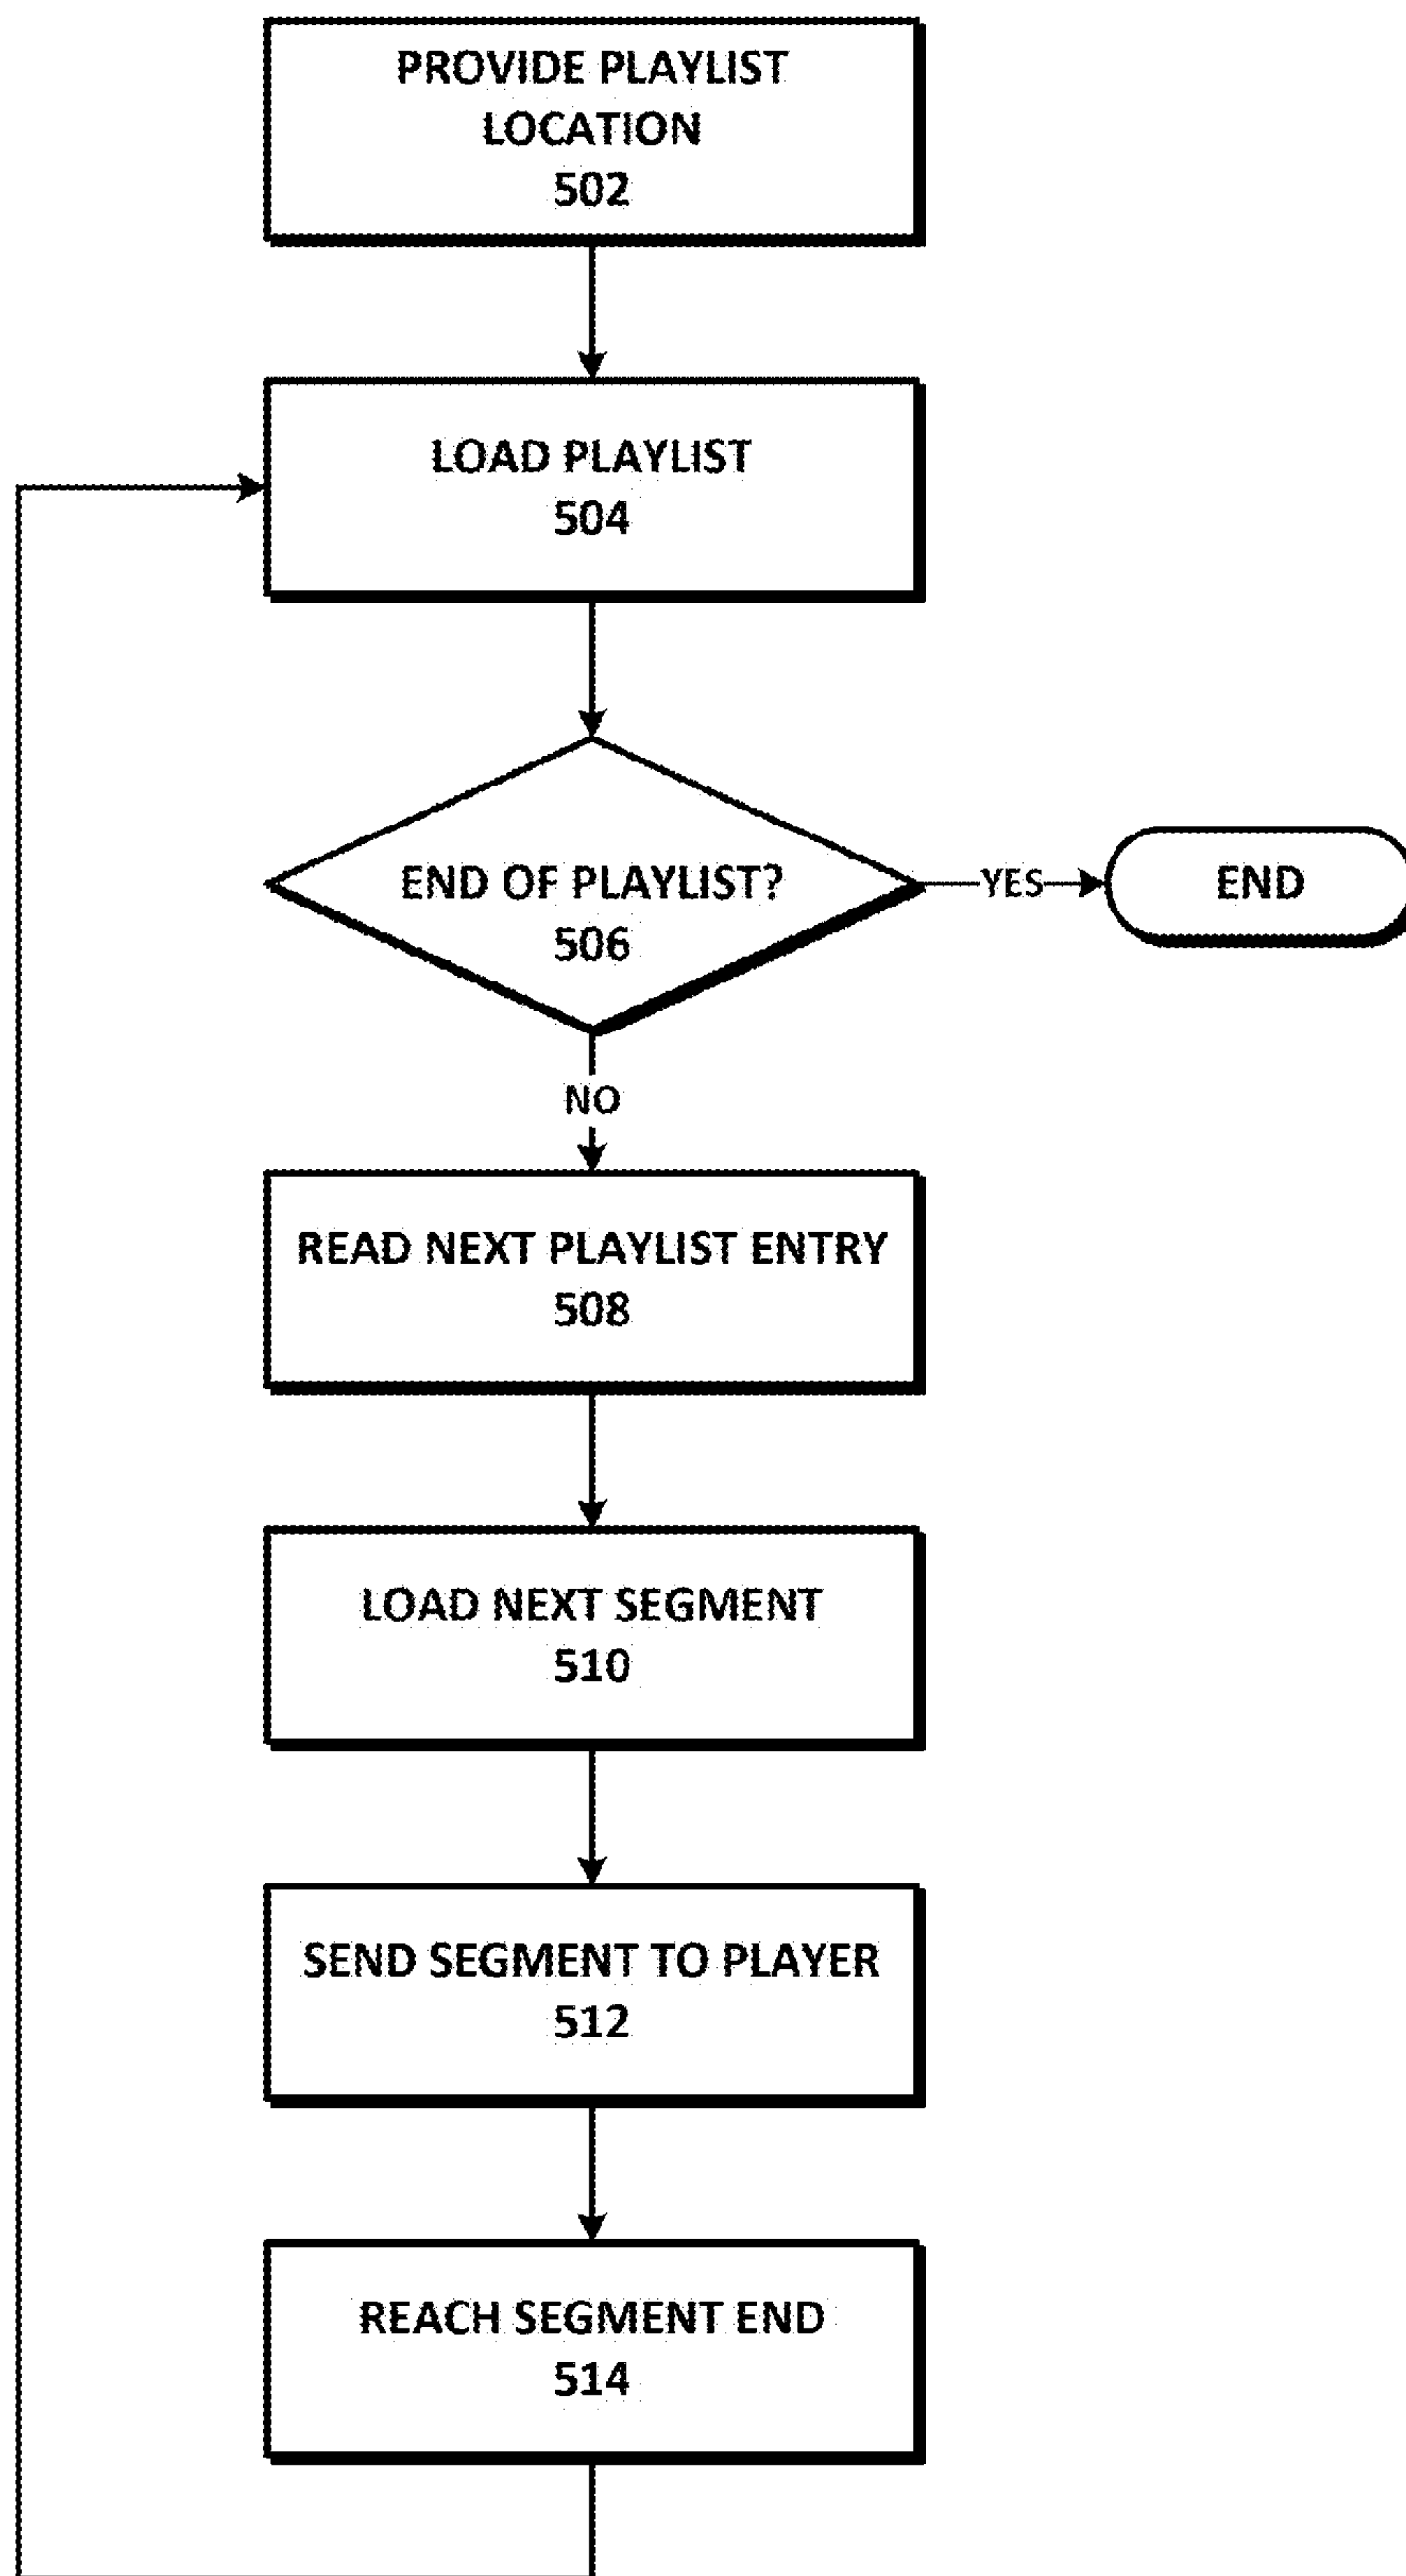 PROVIDE PLAYLIST
LOCATION
502
LOAD PLAYLIST
504
END OF PLAYLIST?
506
YES
END
NO
READ NEXT PLAYLIST ENTRY
508
LOAD NEXT SEGMENT
510
SEND SEGMENT TO PLAYER
512
REACH SEGMENT END
514